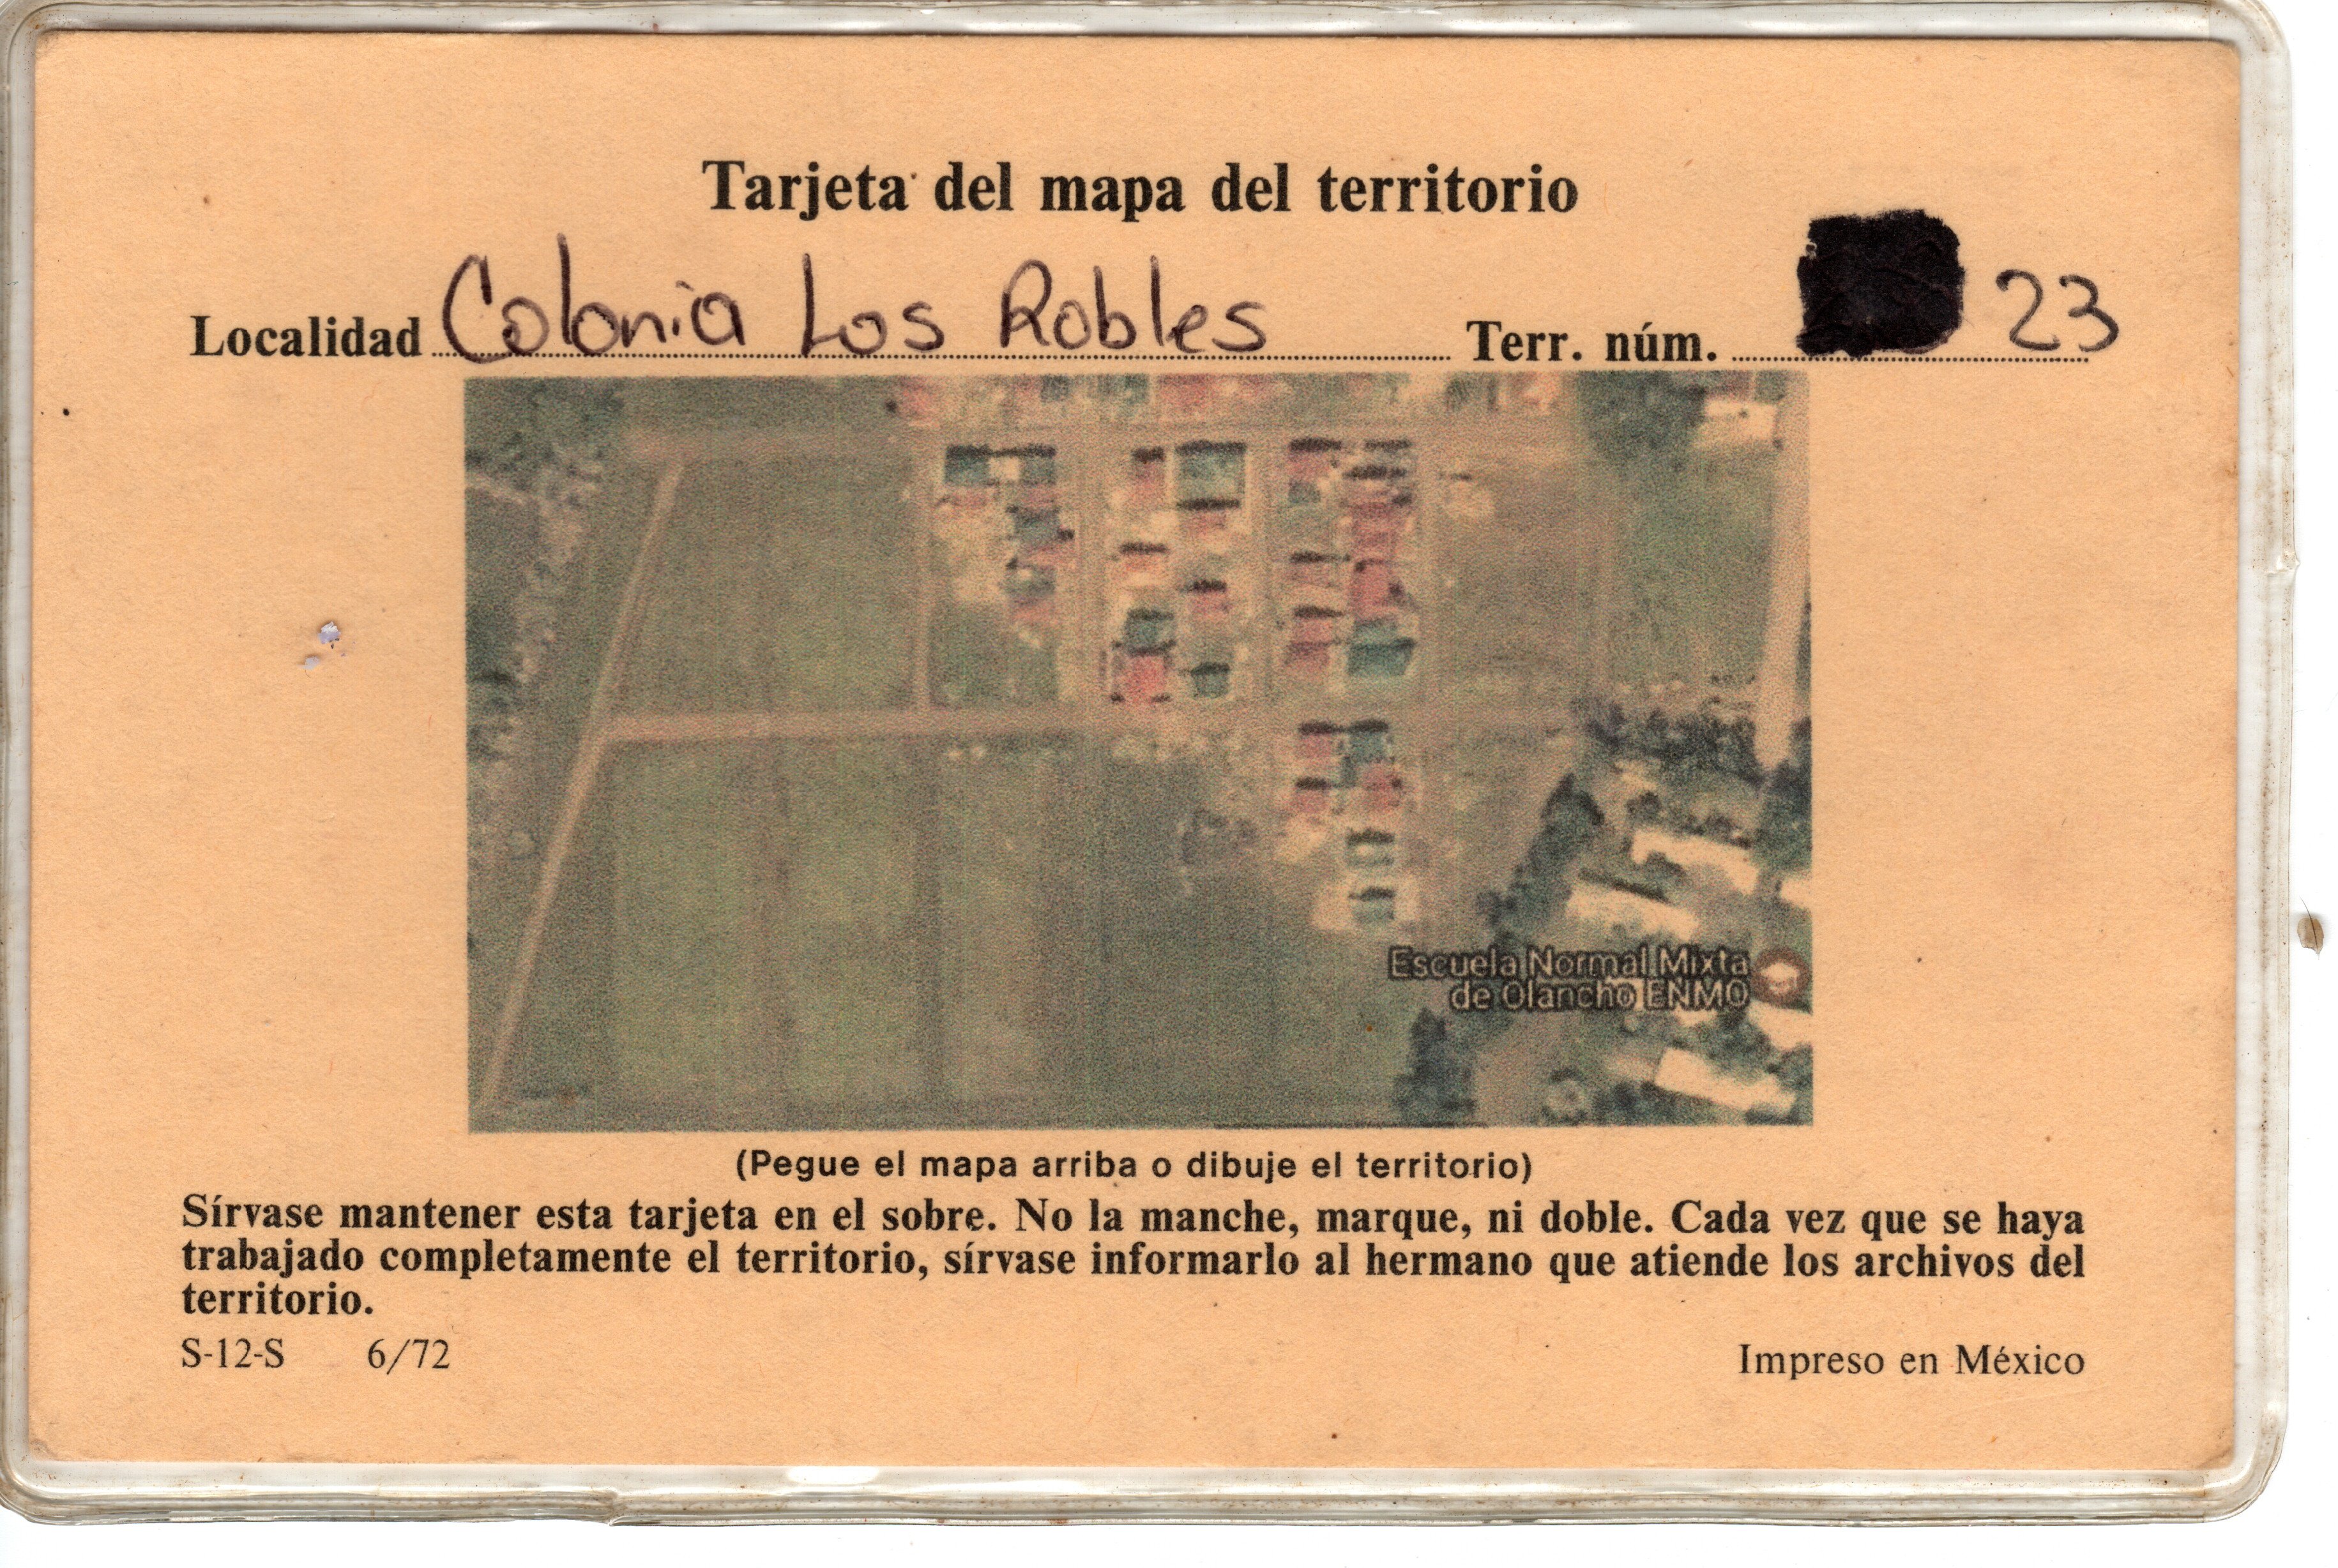 Tarjeta del mapa del territorio
Localidad Colonia Los Robles Terr. núm. 23
Escuela Normal Mixta
de Olancho ENMO
(Pegue el mapa arriba o dibuje el territorio)
Sírvase mantener esta tarjeta en el sobre. No la manche, marque, ni doble. Cada vez que se haya
trabajado completamente el territorio, sírvase informarlo al hermano que atiende los archivos del
territorio.
S-12-S 6/72 Impreso en México